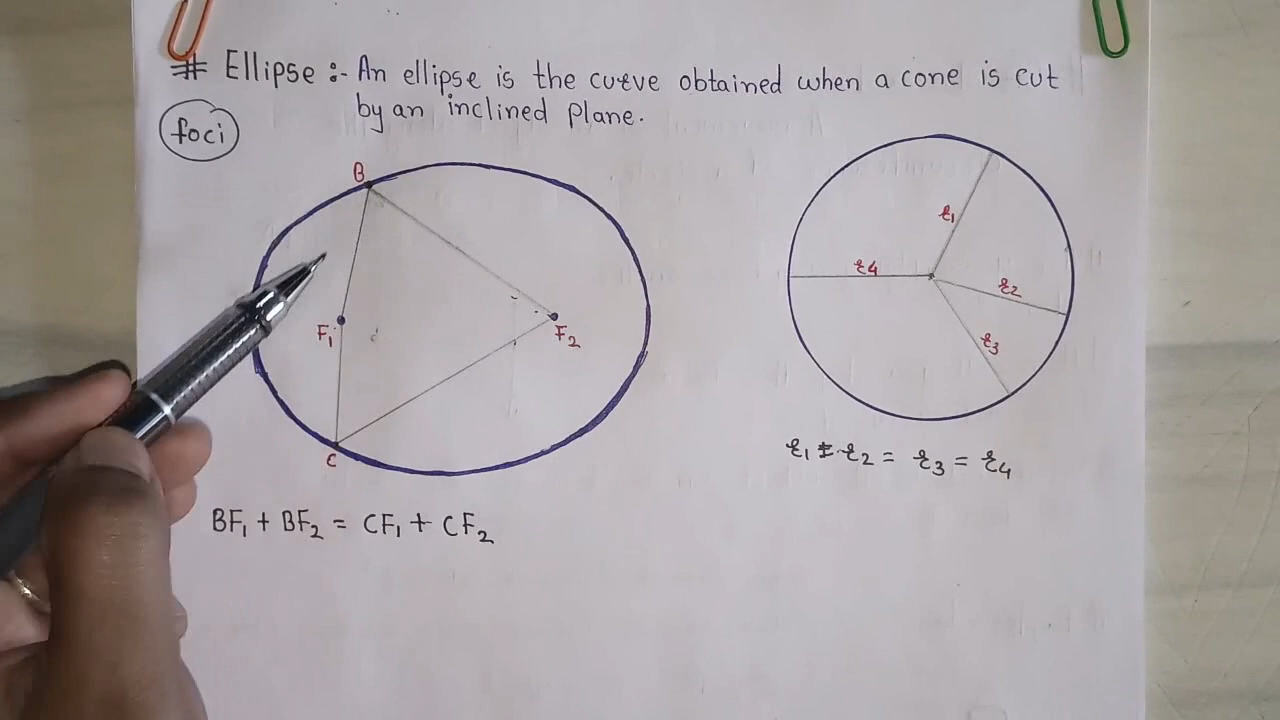 # Ellipse :- An ellipse is the curve obtained when a cone is cut
by an inclined plane.
foci
B
F₁
F₂
C
BF₁ + BF₂ = CF₁ + CF₂
r₁
r₄
r₂
r₃
r₁ = r₂ = r₃ = r₄